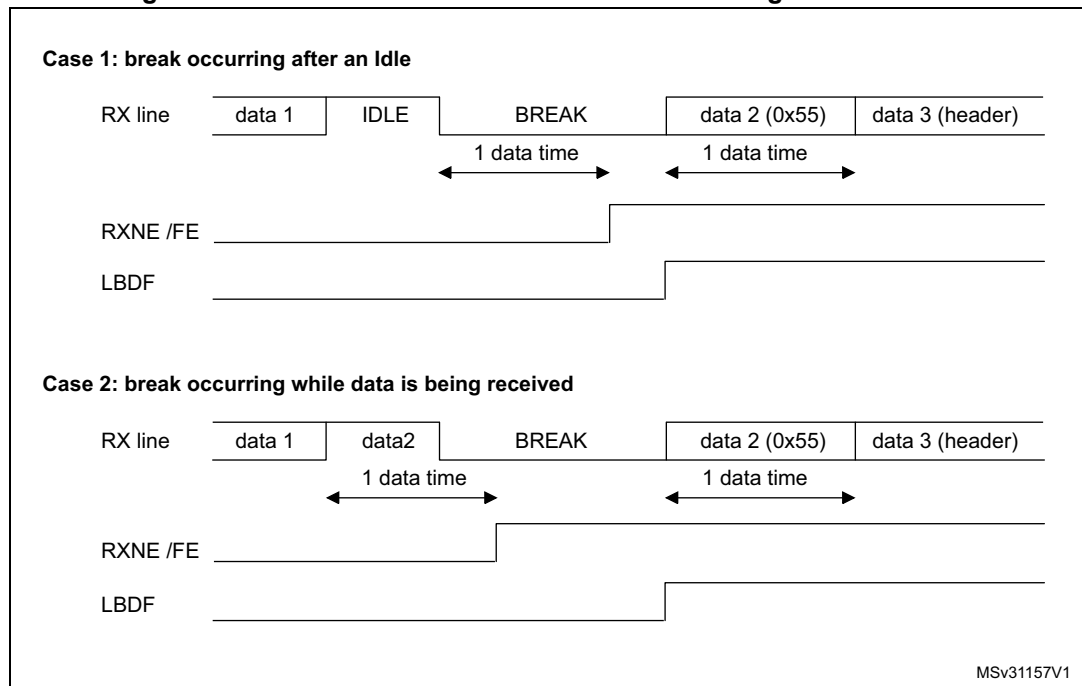 Case 1: break occurring after an Idle
RX line data 1 IDLE BREAK data 2 (0x55) data 3 (header)
1 data time 1 data time
RXNE /FE
LBDF
Case 2: break occurring while data is being received
RX line data 1 data2 BREAK data 2 (0x55) data 3 (header)
1 data time 1 data time
RXNE /FE
LBDF
MSv31157V1